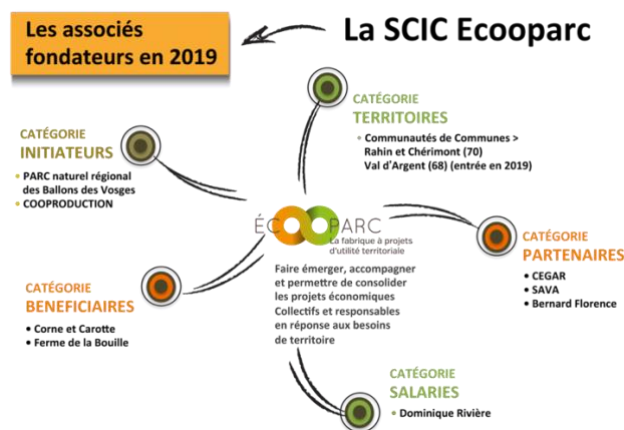 Les associés
fondateurs en 2019
La SCIC Ecooparc
CATÉGORIE
TERRITOIRES
• Communautés de Communes >
Rahin et Chérimont (70)
Val d'Argent (68) (entrée en 2019)
CATÉGORIE
INITIATEURS
• PARC naturel régional
des Ballons des Vosges
• COOPRODUCTION
ÉCOOPARC
La fabrique à projets
d'utilité territoriale
Faire émerger, accompagner
et permettre de consolider
les projets économiques
Collectifs et responsables
en réponse aux besoins
de territoire
CATÉGORIE
PARTENAIRES
• CEGAR
• SAVA
• Bernard Florence
CATÉGORIE
BENEFICIAIRES
• Corne et Carotte
• Ferme de la Bouille
CATÉGORIE
SALARIES
• Dominique Rivière